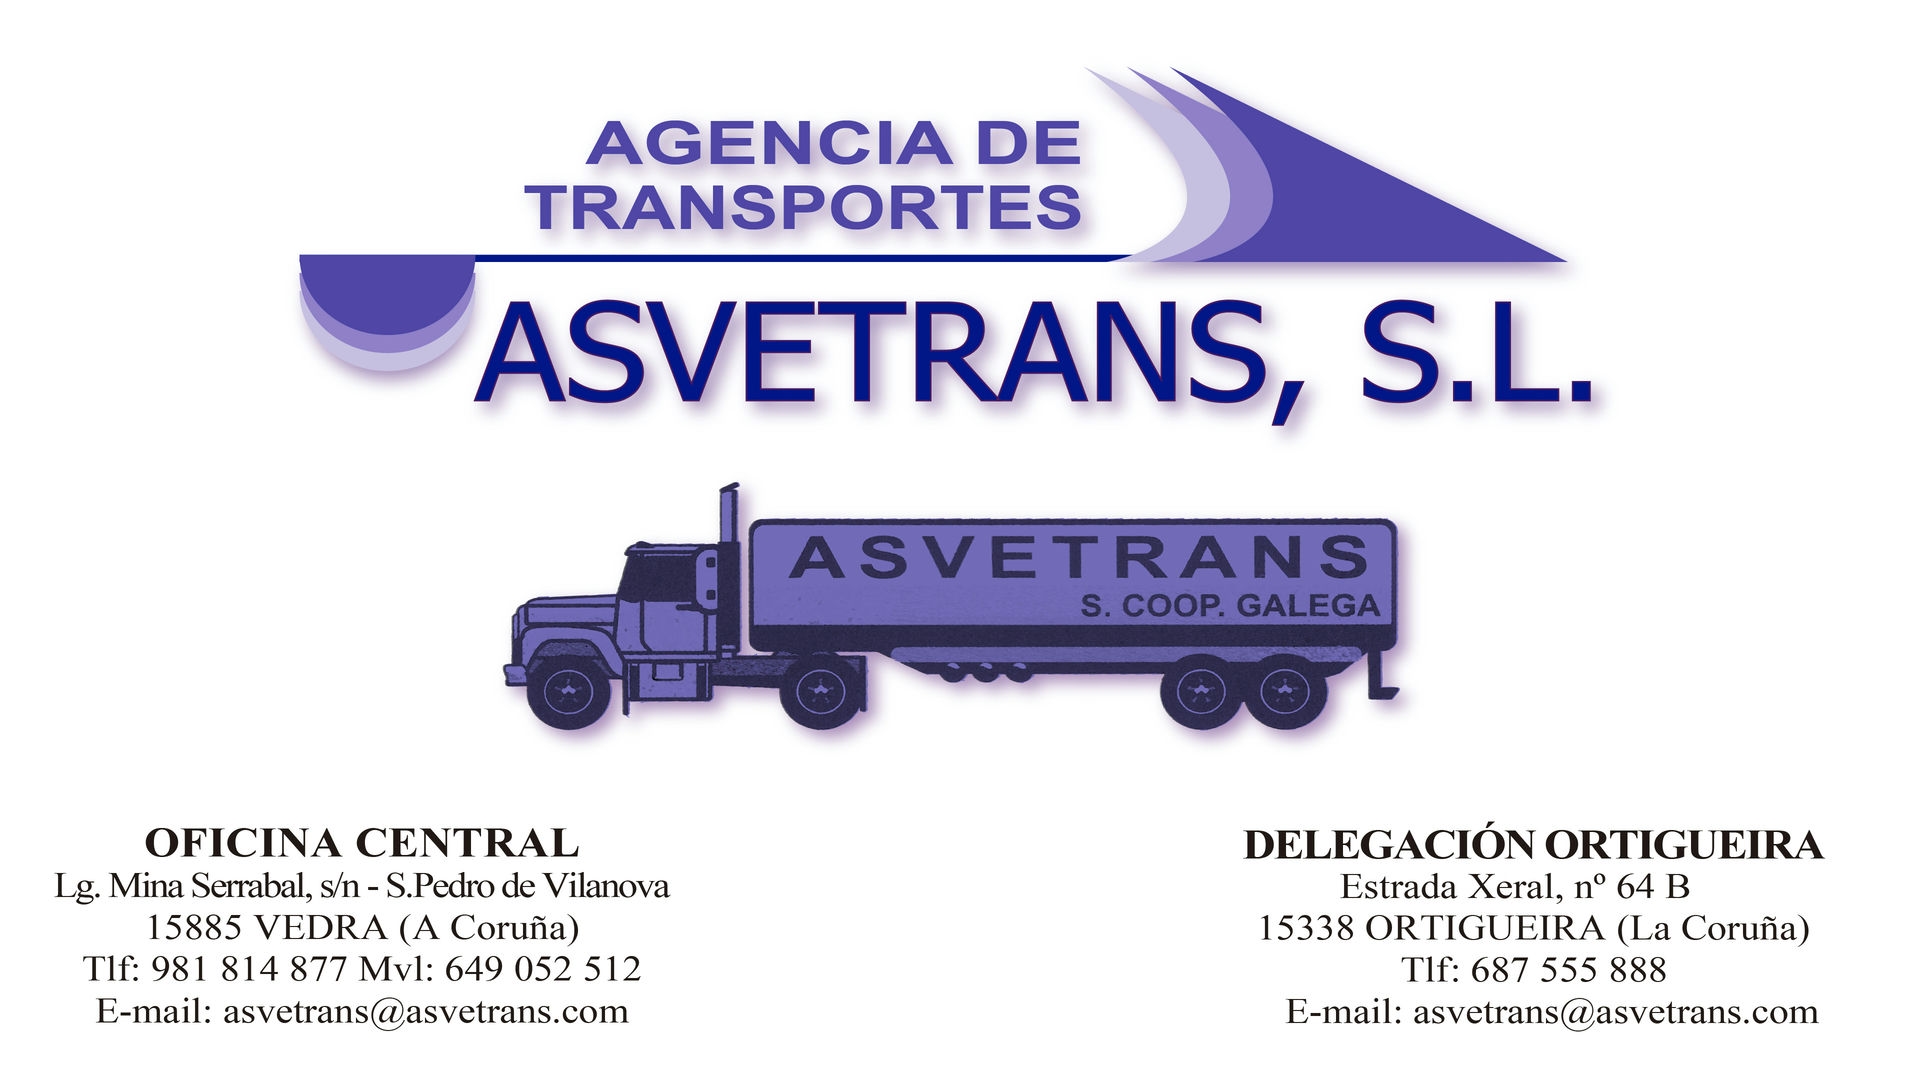 AGENCIA DE
TRANSPORTES
ASVETRANS, S.L.
ASVETRANS
S. COOP. GALEGA
OFICINA CENTRAL
Lg. Mina Serrabal, s/n - S.Pedro de Vilanova
15885 VEDRA (A Coruña)
Tlf: 981 814 877 Mvl: 649 052 512
E-mail: asvetrans@asvetrans.com
DELEGACIÓN ORTIGUEIRA
Estrada Xeral, nº 64 B
15338 ORTIGUEIRA (La Coruña)
Tlf: 687 555 888
E-mail: asvetrans@asvetrans.com